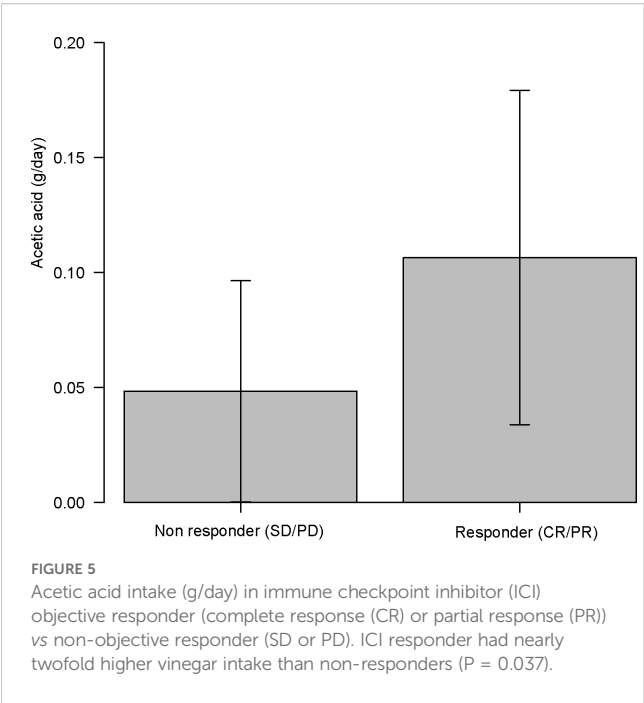 0.20
0.15
0.10
0.05
0.00
Acetic acid (g/day)
Non responder (SD/PD)
Responder (CR/PR)
FIGURE 5
Acetic acid intake (g/day) in immune checkpoint inhibitor (ICI)
objective responder (complete response (CR) or partial response (PR))
vs non-objective responder (SD or PD). ICI responder had nearly
twofold higher vinegar intake than non-responders (P = 0.037).